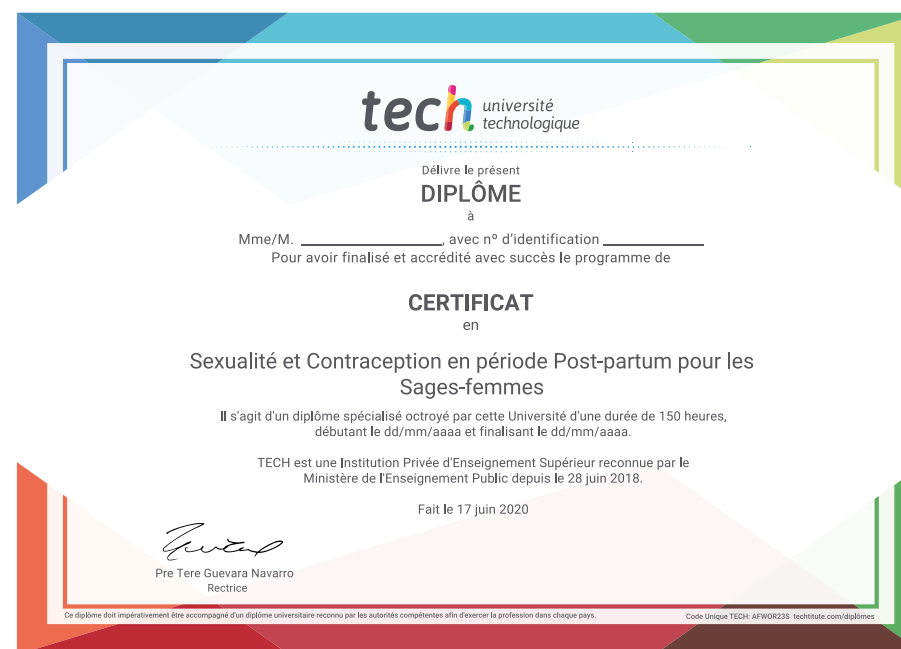 tech université
technologique
Délivre le présent
DIPLÔME
à
Mme/M. ____________________, avec nº d'identification ______________
Pour avoir finalisé et accrédité avec succès le programme de
CERTIFICAT
en
Sexualité et Contraception en période Post-partum pour les
Sages-femmes
Il s'agit d'un diplôme spécialisé octroyé par cette Université d'une durée de 150 heures,
débutant le dd/mm/aaaa et finalisant le dd/mm/aaaa.
TECH est une Institution Privée d'Enseignement Supérieur reconnue par le
Ministère de l'Enseignement Public depuis le 28 juin 2018.
Fait le 17 juin 2020
Pre Tere Guevara Navarro
Rectrice
Ce diplôme doit impérativement être accompagné d'un diplôme universitaire reconnu par les autorités compétentes afin d'exercer la profession dans chaque pays.
Code Unique TECH: AFWOR23S techtitute.com/diplômes